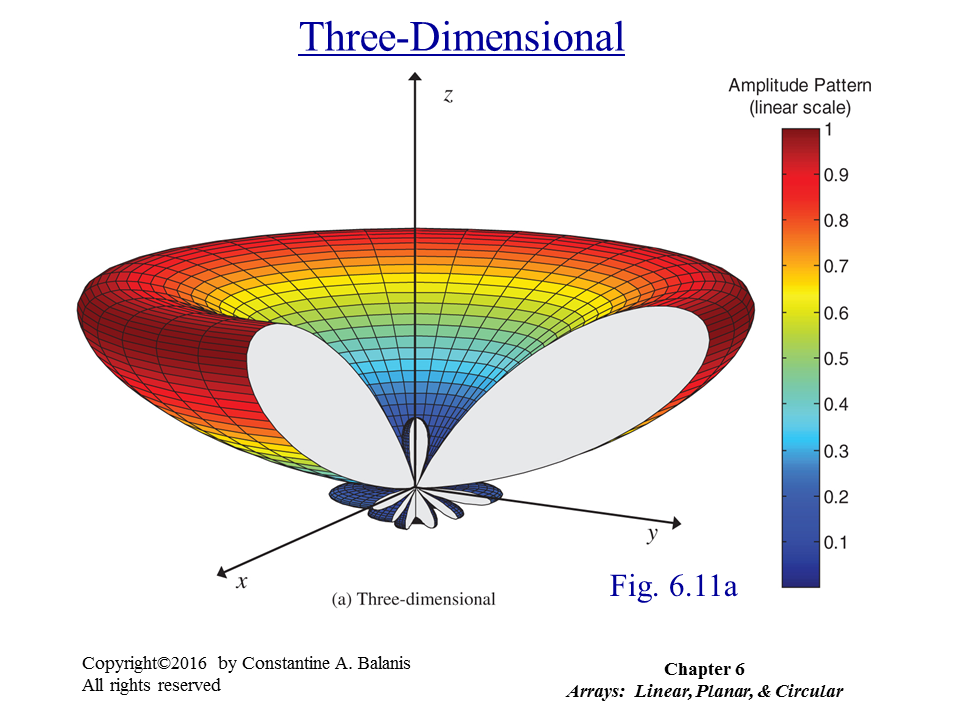 Three-Dimensional
z
Amplitude Pattern
(linear scale)
1
0.9
0.8
0.7
0.6
0.5
0.4
0.3
0.2
0.1
y
x
(a) Three-dimensional
Fig. 6.11a
Copyright©2016 by Constantine A. Balanis
All rights reserved
Chapter 6
Arrays: Linear, Planar, & Circular